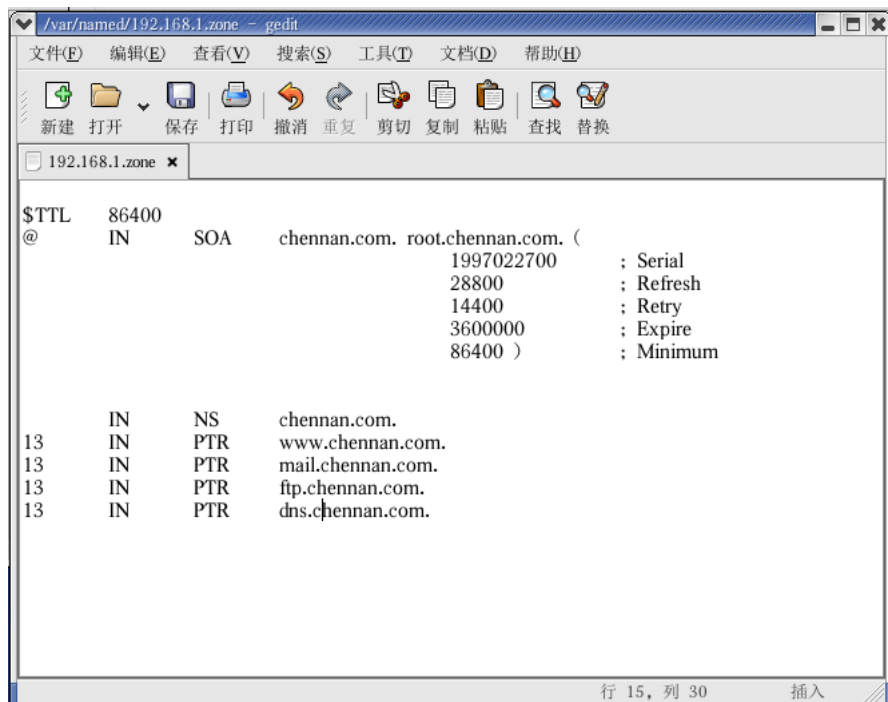 /var/named/192.168.1.zone - gedit
文件(F) 编辑(E) 查看(V) 搜索(S) 工具(T) 文档(D) 帮助(H)
新建 打开 保存 打印 撤消 重复 剪切 复制 粘贴 查找 替换
192.168.1.zone
$TTL 86400
@ IN SOA chennan.com. root.chennan.com. (
1997022700 ; Serial
28800 ; Refresh
14400 ; Retry
3600000 ; Expire
86400 ) ; Minimum
IN NS chennan.com.
13 IN PTR www.chennan.com.
13 IN PTR mail.chennan.com.
13 IN PTR ftp.chennan.com.
13 IN PTR dns.chennan.com.
行 15, 列 30 插入